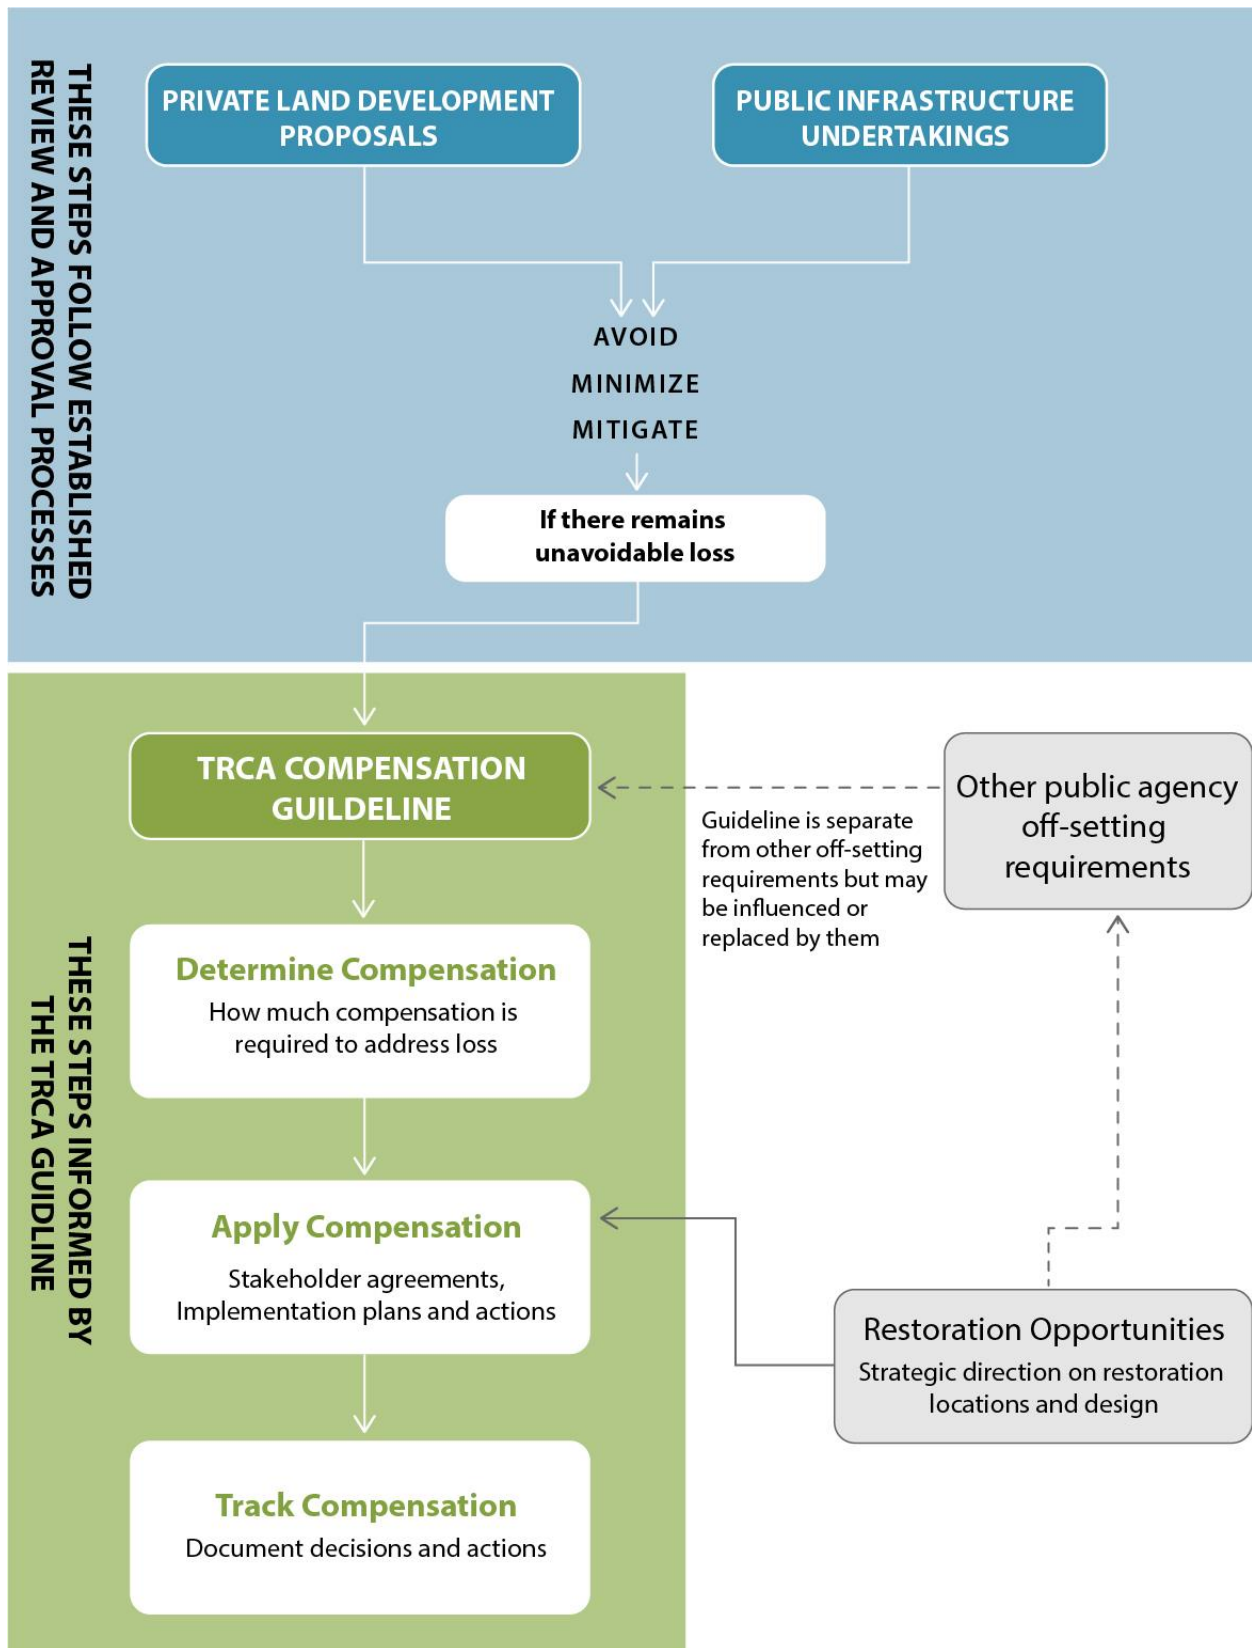 THESE STEPS FOLLOW ESTABLISHED
REVIEW AND APPROVAL PROCESSES
PRIVATE LAND DEVELOPMENT
PROPOSALS
PUBLIC INFRASTRUCTURE
UNDERTAKINGS
AVOID
MINIMIZE
MITIGATE
If there remains
unavoidable loss
THESE STEPS INFORMED BY
THE TRCA GUIDLINE
TRCA COMPENSATION
GUILDELINE
Other public agency
off-setting
requirements
Guideline is separate
from other off-setting
requirements but may
be influenced or
replaced by them
Determine Compensation
How much compensation is
required to address loss
Apply Compensation
Stakeholder agreements,
Implementation plans and actions
Restoration Opportunities
Strategic direction on restoration
locations and design
Track Compensation
Document decisions and actions